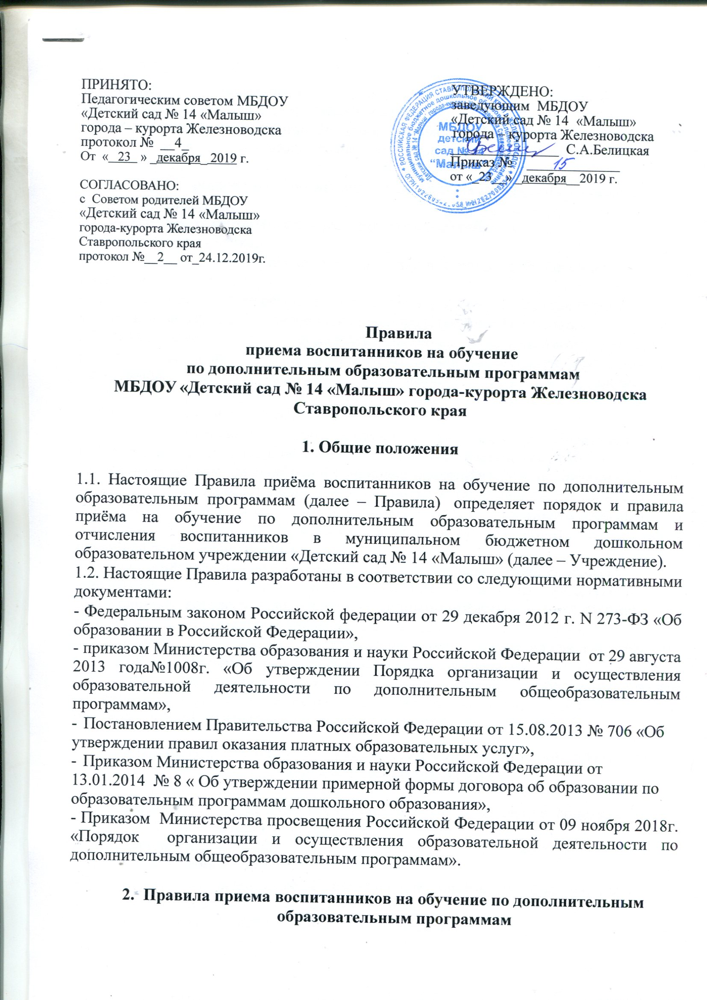 ПРИНЯТО:
Педагогическим советом МБДОУ
«Детский сад № 14 «Малыш»
города – курорта Железноводска
протокол № __4_
От «_23_ » _декабря_ 2019 г.
СОГЛАСОВАНО:
с Советом родителей МБДОУ
«Детский сад № 14 «Малыш»
города-курорта Железноводска
Ставропольского края
протокол №__2__ от_24.12.2019г.
УТВЕРЖДЕНО:
заведующим МБДОУ
«Детский сад № 14 «Малыш»
города – курорта Железноводска
С.А.Белицкая
Приказ № 15
от «_23_ » _декабря__2019 г.
МБДОУ
детский
сад № 14
“Малыш”
Правила
приема воспитанников на обучение
по дополнительным образовательным программам
МБДОУ «Детский сад № 14 «Малыш» города-курорта Железноводска
Ставропольского края
1. Общие положения
1.1. Настоящие Правила приёма воспитанников на обучение по дополнительным
образовательным программам (далее – Правила) определяет порядок и правила
приёма на обучение по дополнительным образовательным программам и
отчисления воспитанников в муниципальном бюджетном дошкольном
образовательном учреждении «Детский сад № 14 «Малыш» (далее – Учреждение).
1.2. Настоящие Правила разработаны в соответствии со следующими нормативными
документами:
- Федеральным законом Российской федерации от 29 декабря 2012 г. N 273-ФЗ «Об
образовании в Российской Федерации»,
- приказом Министерства образования и науки Российской Федерации от 29 августа
2013 года№1008г. «Об утверждении Порядка организации и осуществления
образовательной деятельности по дополнительным общеобразовательным
программам»,
- Постановлением Правительства Российской Федерации от 15.08.2013 № 706 «Об
утверждении правил оказания платных образовательных услуг»,
- Приказом Министерства образования и науки Российской Федерации от
13.01.2014 № 8 « Об утверждении примерной формы договора об образовании по
образовательным программам дошкольного образования»,
- Приказом Министерства просвещения Российской Федерации от 09 ноября 2018г.
«Порядок организации и осуществления образовательной деятельности по
дополнительным общеобразовательным программам».
2. Правила приема воспитанников на обучение по дополнительным
образовательным программам